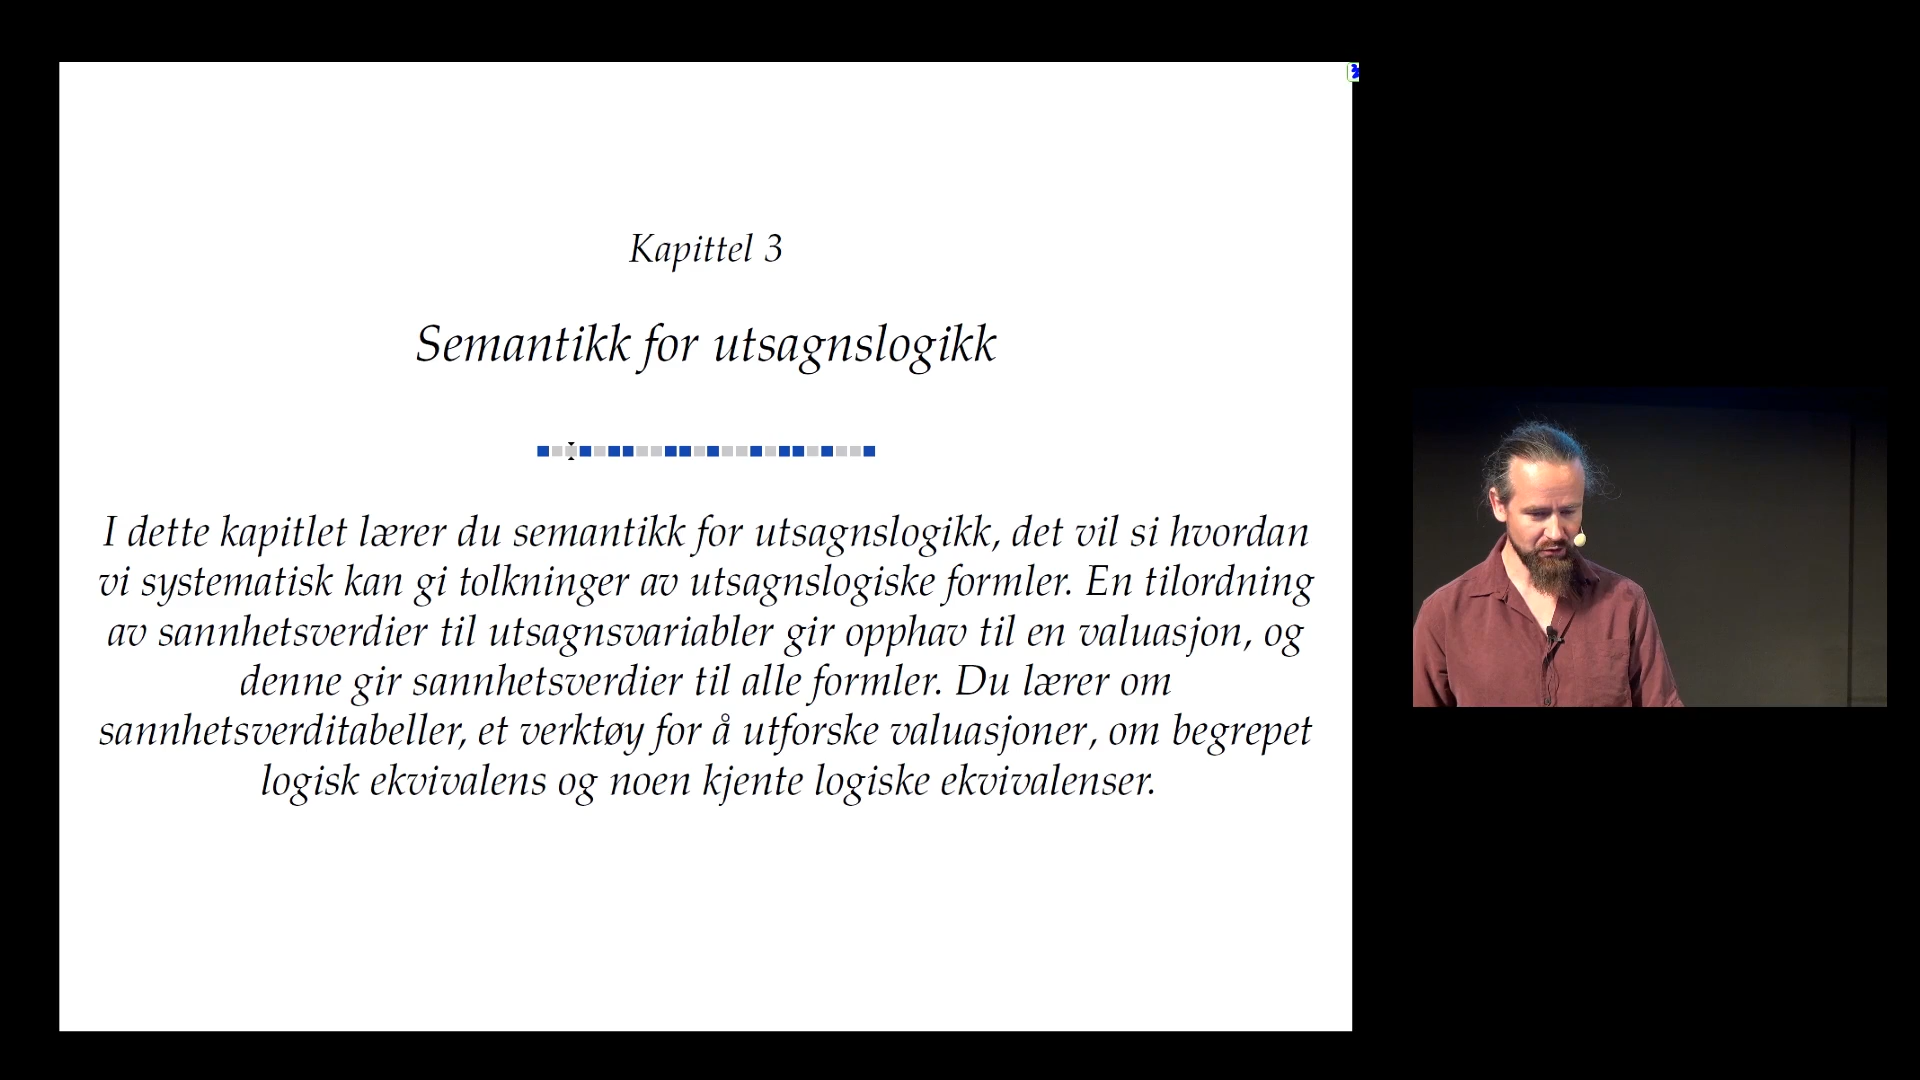 Kapittel 3
Semantikk for utsagnslogikk
I dette kapitlet lærer du semantikk for utsagnslogikk, det vil si hvordan
vi systematisk kan gi tolkninger av utsagnslogiske formler. En tilordning
av sannhetsverdier til utsagnsvariabler gir opphav til en valuasjon, og
denne gir sannhetsverdier til alle formler. Du lærer om
sannhetsverditabeller, et verktøy for å utforske valuasjoner, om begrepet
logisk ekvivalens og noen kjente logiske ekvivalenser.